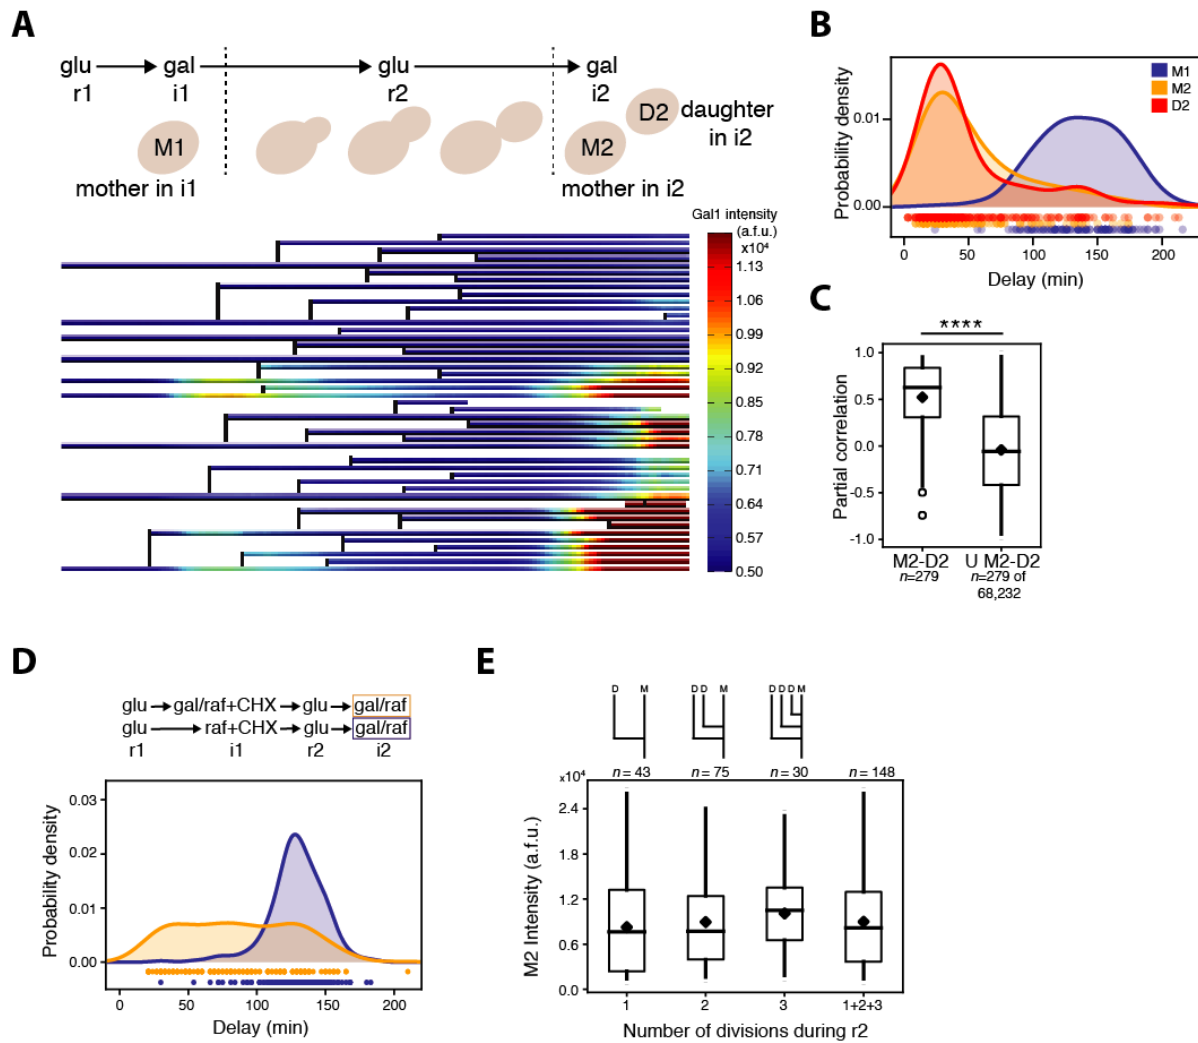 A
glu
gal
glu
gal
r1
i1
r2
i2
M1
D2
daughter
in i2
M2
mother in i1
mother in i2
Gal1 intensity
(a.f.u.)
x10⁴
1.13
1.06
0.99
0.92
0.85
0.78
0.71
0.64
0.57
0.50
B
Probability density
0.01
0.00
M1
M2
D2
0
50
100
150
200
Delay (min)
C
****
Partial correlation
1.0
0.5
0.0
-0.5
-1.0
M2-D2
n=279
U M2-D2
n=279 of
68,232
D
glu
gal/raf+CHX
glu
gal/raf
glu
raf+CHX
glu
gal/raf
r1
i1
r2
i2
Probability density
0.03
0.02
0.01
0.00
0
50
100
150
200
Delay (min)
E
D M
D D M
D D D M
n = 43
n = 75
n = 30
n = 148
x10⁴
M2 Intensity (a.f.u.)
2.4
1.8
1.2
0.6
0.0
1
2
3
1+2+3
Number of divisions during r2